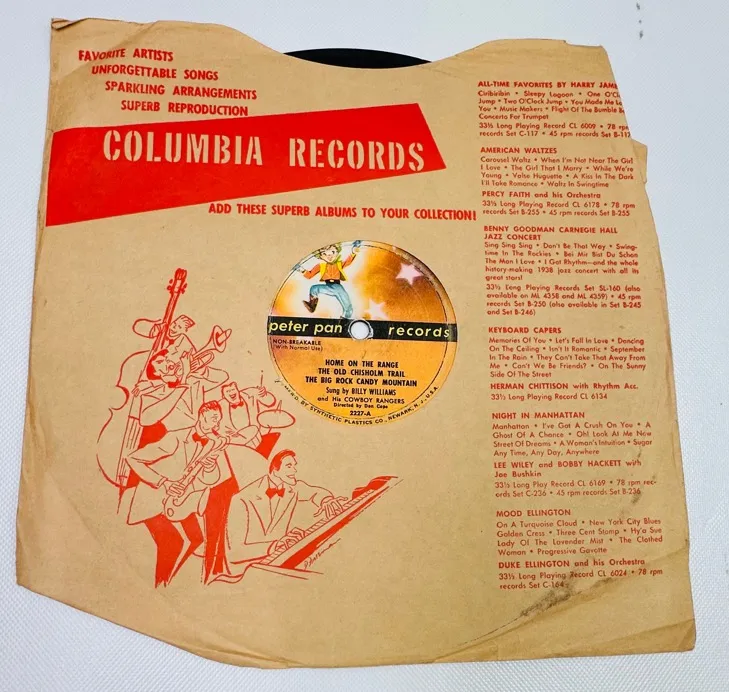 FAVORITE ARTISTS
UNFORGETTABLE SONGS
SPARKLING ARRANGEMENTS
SUPERB REPRODUCTION
COLUMBIA RECORDS
ADD THESE SUPERB ALBUMS TO YOUR COLLECTION!
peter pan records
NON-BREAKABLE
(With Normal Use)
HOME ON THE RANGE
THE OLD CHISHOLM TRAIL
THE BIG ROCK CANDY MOUNTAIN
Sung by BILLY WILLIAMS
and His COWBOY RANGERS
Directed by Dan Cope
2227-A
MFRD. BY SYNTHETIC PLASTICS CO., NEWARK, N. J., U.S.A.
ALL-TIME FAVORITES BY HARRY JAM
Ciribiribin • Sleepy Lagoon • One O'Cl
Jump • Two O'Clock Jump • You Made Me Lo
You • Music Makers • Flight Of The Bumble B
Concerto For Trumpet
33⅓ Long Playing Record CL 6009 • 78 rp
records Set C-117 • 45 rpm records Set B-117
AMERICAN WALTZES
Carousel Waltz • When I'm Not Near The Girl
I Love • The Girl That I Marry • While We're
Young • Valse Huguette • A Kiss In The Dark
I'll Take Romance • Waltz In Swingtime
PERCY FAITH and his Orchestra
33⅓ Long Playing Record CL 6178 • 78 rpm
records Set B-255 • 45 rpm records Set B-255
BENNY GOODMAN CARNEGIE HALL
JAZZ CONCERT
Sing Sing Sing • Don't Be That Way • Swing-
time In The Rockies • Bei Mir Bist Du Schon
The Man I Love • I Got Rhythm—and the whole
history-making 1938 jazz concert with all its
great stars!
33⅓ Long Playing Records Set SL-160 (also
available on ML 4358 and ML 4359) • 45 rpm
records B-250 (also available in Set B-245
and Set B-246)
KEYBOARD CAPERS
Memories Of You • Let's Fall In Love • Dancing
On The Ceiling • Isn't It Romantic • September
In The Rain • They Can't Take That Away From
Me • Can't We Be Friends? • On The Sunny
Side Of The Street
HERMAN CHITTISON with Rhythm Acc.
33⅓ Long Playing Record CL 6134
NIGHT IN MANHATTAN
Manhattan • I've Got A Crush On You • A
Ghost Of A Chance • Oh! Look At Me Now
Street Of Dreams • A Woman's Intuition • Sugar
Any Time, Any Day, Anywhere
LEE WILEY and BOBBY HACKETT with
Joe Bushkin
33⅓ Long Play Record CL 6169 • 78 rpm rec-
ords Set C-236 • 45 rpm records Set B-236
MOOD ELLINGTON
On A Turquoise Cloud • New York City Blues
Golden Cress • Three Cent Stomp • Hy'a Sue
Lady Of The Lavender Mist • The Clothed
Woman • Progressive Gavotte
DUKE ELLINGTON and his Orchestra
33⅓ Long Playing Record CL 6024 • 78 rpm
records Set C-164